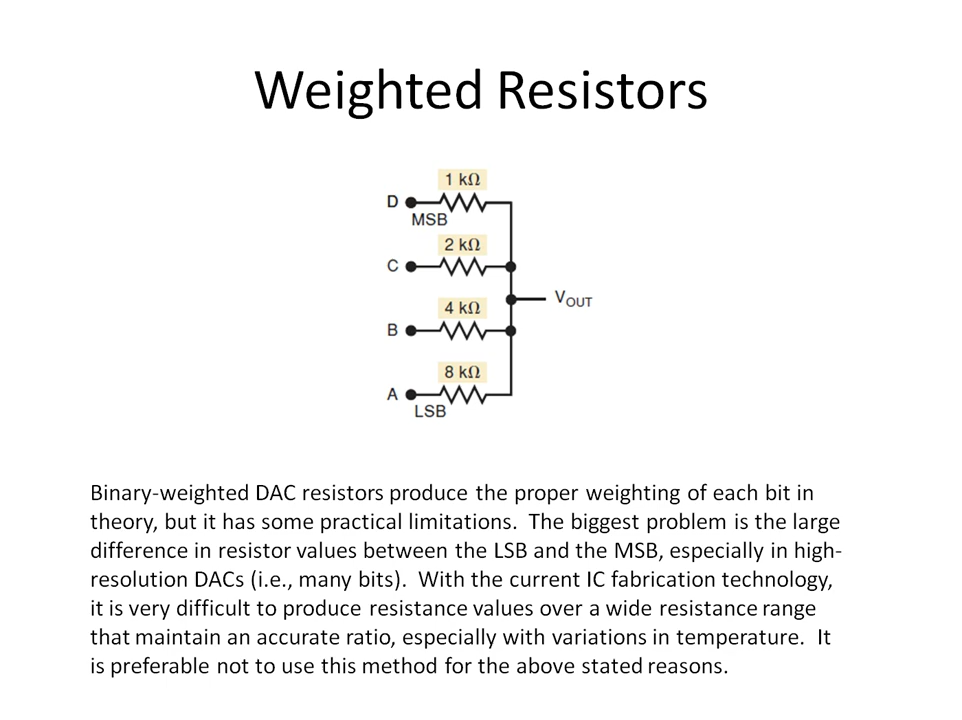 Weighted Resistors
1 kΩ
D
MSB
2 kΩ
C
VOUT
4 kΩ
B
8 kΩ
A
LSB
Binary-weighted DAC resistors produce the proper weighting of each bit in
theory, but it has some practical limitations.  The biggest problem is the large
difference in resistor values between the LSB and the MSB, especially in high-
resolution DACs (i.e., many bits).  With the current IC fabrication technology,
it is very difficult to produce resistance values over a wide resistance range
that maintain an accurate ratio, especially with variations in temperature.  It
is preferable not to use this method for the above stated reasons.